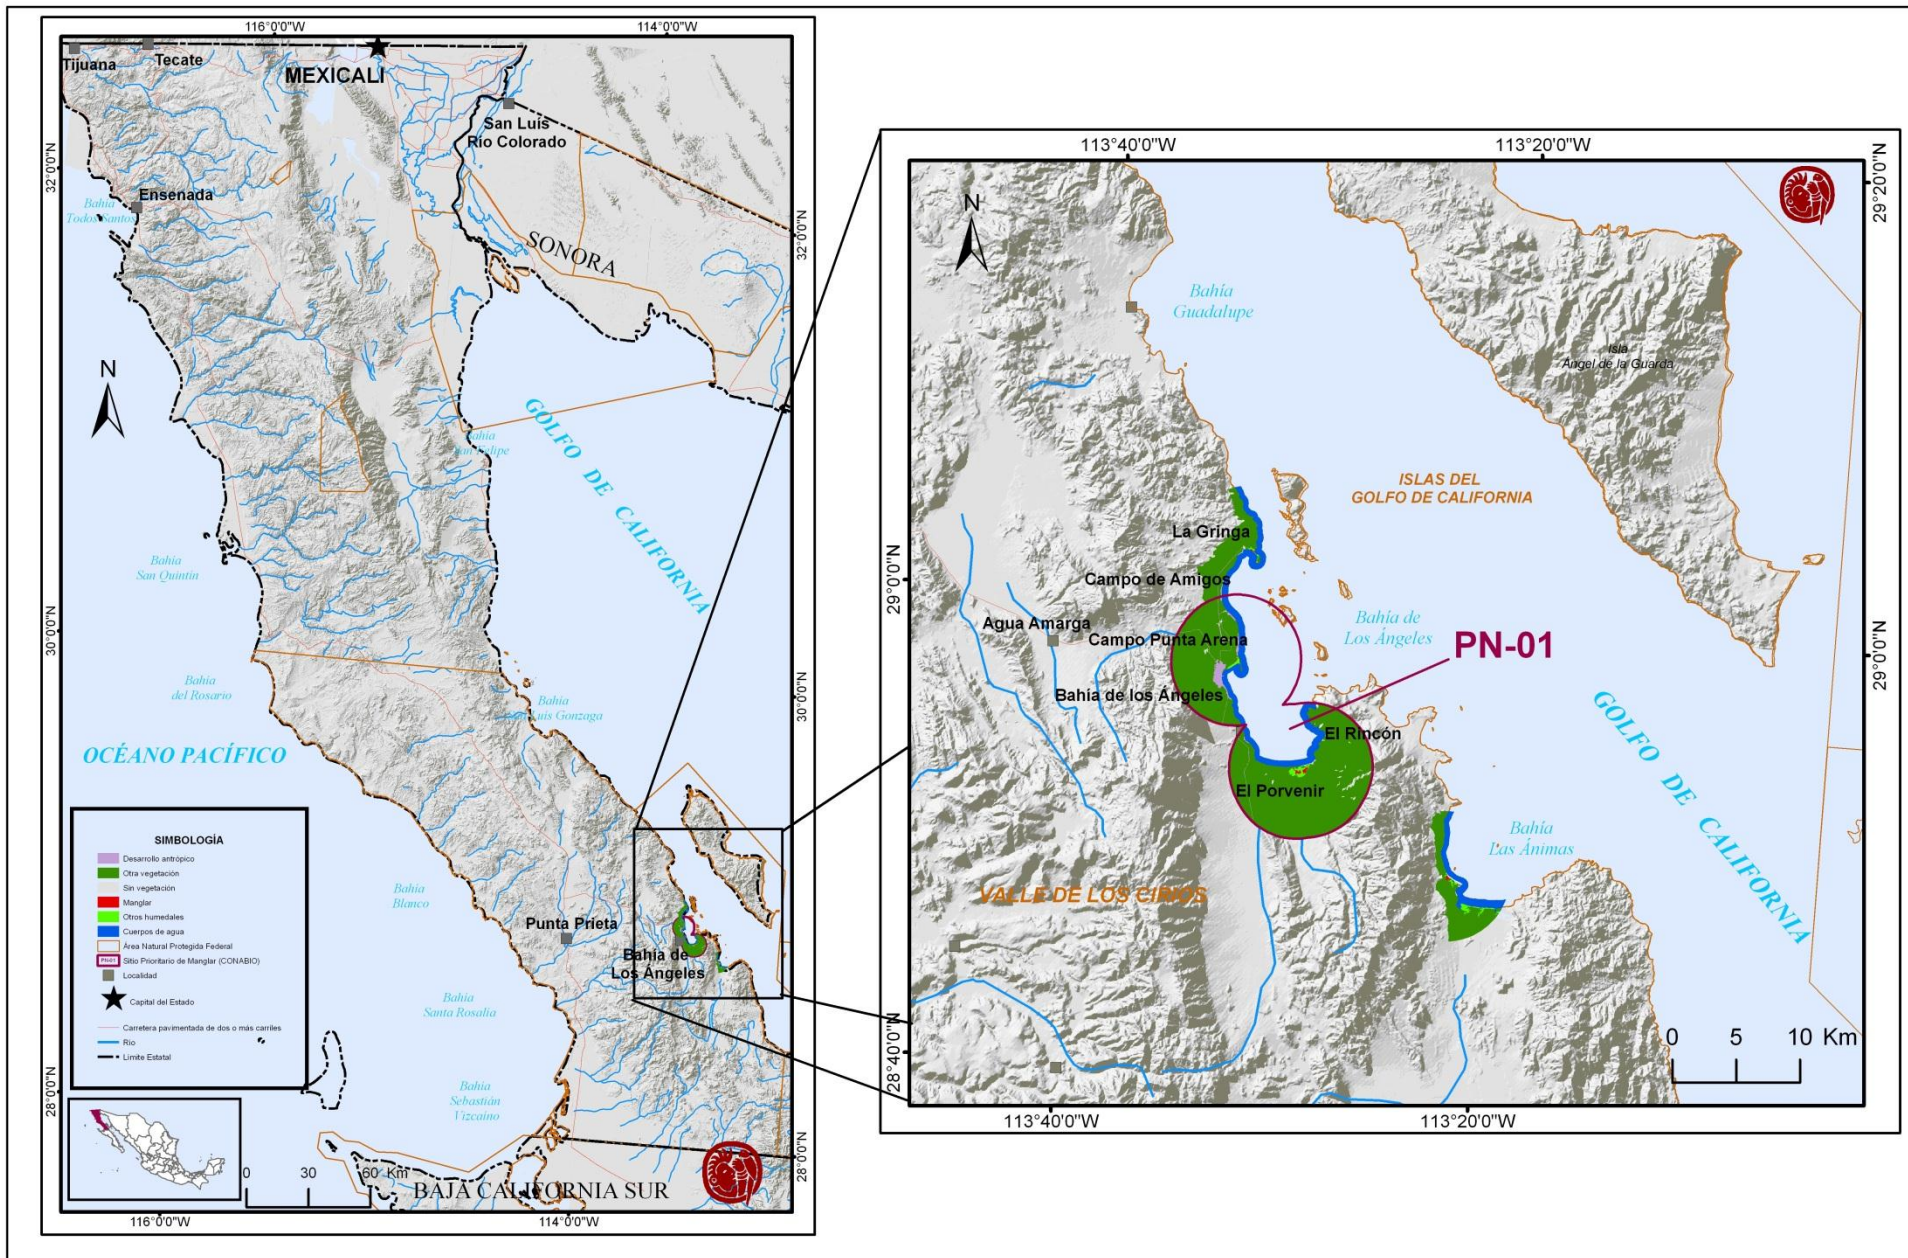 116°0'0"W
114°0'0"W
Tijuana
Tecate
MEXICALI
San Luis
Río Colorado
32°0'0"N
32°0'0"N
Ensenada
Bahía
Todos Santos
SONORA
N
GOLFO DE CALIFORNIA
Bahía
San Felipe
Bahía
San Quintín
30°0'0"N
30°0'0"N
Bahía
del Rosario
Bahía
San Luis Gonzaga
OCÉANO PACÍFICO
SIMBOLOGÍA
Desarrollo antrópico
Otra vegetación
Sin vegetación
Manglar
Otros humedales
Cuerpos de agua
Área Natural Protegida Federal
PN-01
Sitio Prioritario de Manglar (CONABIO)
Localidad
Capital del Estado
Carretera pavimentada de dos o más carriles
Río
Limite Estatal
Bahía
Blanco
Punta Prieta
Bahía de
Los Ángeles
Bahía
Santa Rosalía
Bahía
Sebastián
Vizcaíno
28°0'0"N
28°0'0"N
0 30 60 Km
BAJA CALIFORNIA SUR
116°0'0"W
114°0'0"W
113°40'0"W
113°20'0"W
29°20'0"N
N
Bahía
Guadalupe
Isla
Ángel de la Guarda
ISLAS DEL
GOLFO DE CALIFORNIA
La Gringa
29°0'0"N
29°0'0"N
Campo de Amigos
Agua Amarga
Campo Punta Arena
Bahía de
Los Ángeles
PN-01
Bahía de los Ángeles
El Rincón
El Porvenir
GOLFO DE CALIFORNIA
Bahía
Las Ánimas
VALLE DE LOS CIRIOS
28°40'0"N
0 5 10 Km
113°40'0"W
113°20'0"W